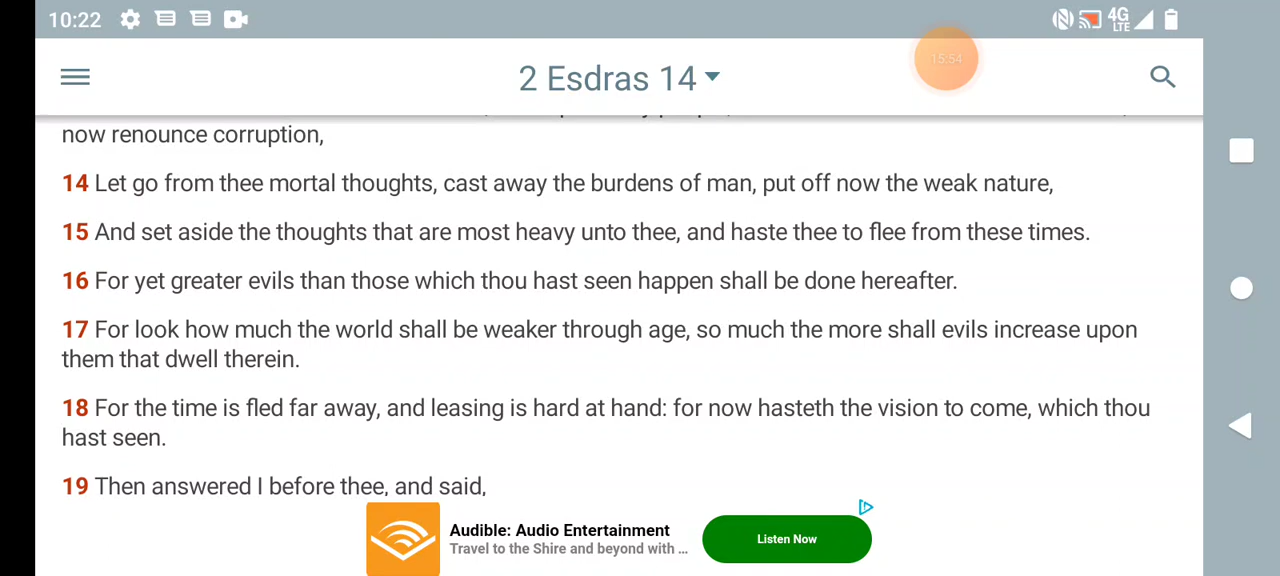 10:22
4G
LTE
15:54
2 Esdras 14
now renounce corruption,
14 Let go from thee mortal thoughts, cast away the burdens of man, put off now the weak nature,
15 And set aside the thoughts that are most heavy unto thee, and haste thee to flee from these times.
16 For yet greater evils than those which thou hast seen happen shall be done hereafter.
17 For look how much the world shall be weaker through age, so much the more shall evils increase upon
them that dwell therein.
18 For the time is fled far away, and leasing is hard at hand: for now hasteth the vision to come, which thou
hast seen.
19 Then answered I before thee, and said,
Audible: Audio Entertainment
Travel to the Shire and beyond with ...
Listen Now